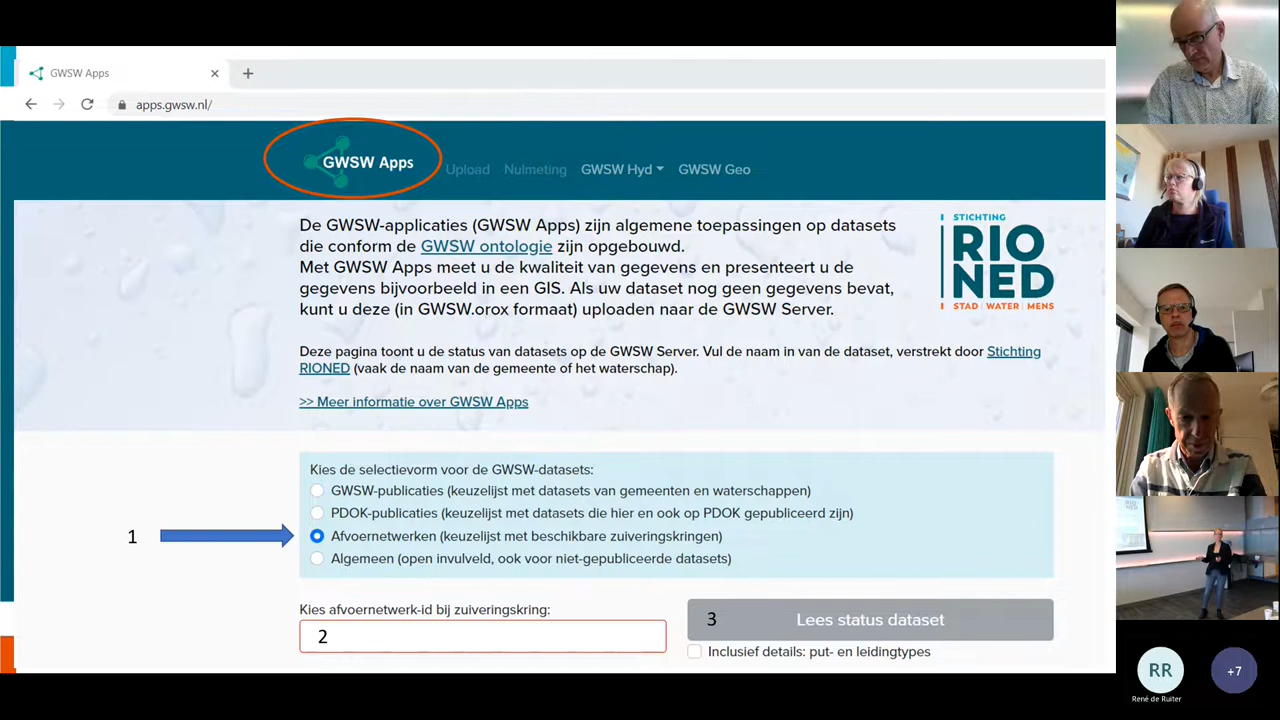 GWSW Apps
apps.gwsw.nl/
GWSW Apps Upload Nulmeting GWSW Hyd GWSW Geo
De GWSW-applicaties (GWSW Apps) zijn algemene toepassingen op datasets
die conform de GWSW ontologie zijn opgebouwd.
Met GWSW Apps meet u de kwaliteit van gegevens en presenteert u de
gegevens bijvoorbeeld in een GIS. Als uw dataset nog geen gegevens bevat,
kunt u deze (in GWSW.orox formaat) uploaden naar de GWSW Server.
STICHTING
RIO
NED
STAD WATER MENS
Deze pagina toont u de status van datasets op de GWSW Server. Vul de naam in van de dataset, verstrekt door Stichting
RIONED (vaak de naam van de gemeente of het waterschap).
>> Meer informatie over GWSW Apps
Kies de selectievorm voor de GWSW-datasets:
GWSW-publicaties (keuzelijst met datasets van gemeenten en waterschappen)
PDOK-publicaties (keuzelijst met datasets die hier en ook op PDOK gepubliceerd zijn)
1 Afvoernetwerken (keuzelijst met beschikbare zuiveringskringen)
Algemeen (open invulveld, ook voor niet-gepubliceerde datasets)
Kies afvoernetwerk-id bij zuiveringskring:
2
3 Lees status dataset
Inclusief details: put- en leidingtypes
RIO
NED
RR
René de Ruiter
+7